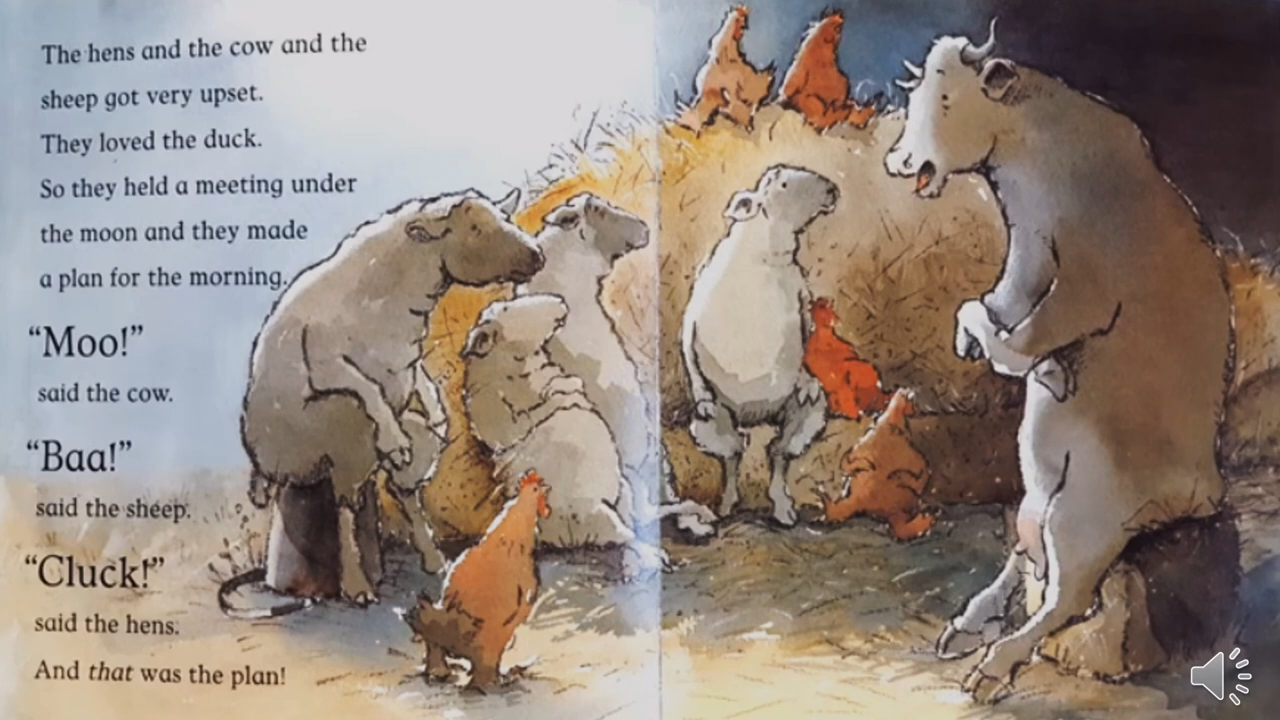 The hens and the cow and the
sheep got very upset.
They loved the duck.
So they held a meeting under
the moon and they made
a plan for the morning.
“Moo!”
said the cow.
“Baa!”
said the sheep.
“Cluck!”
said the hens.
And that was the plan!